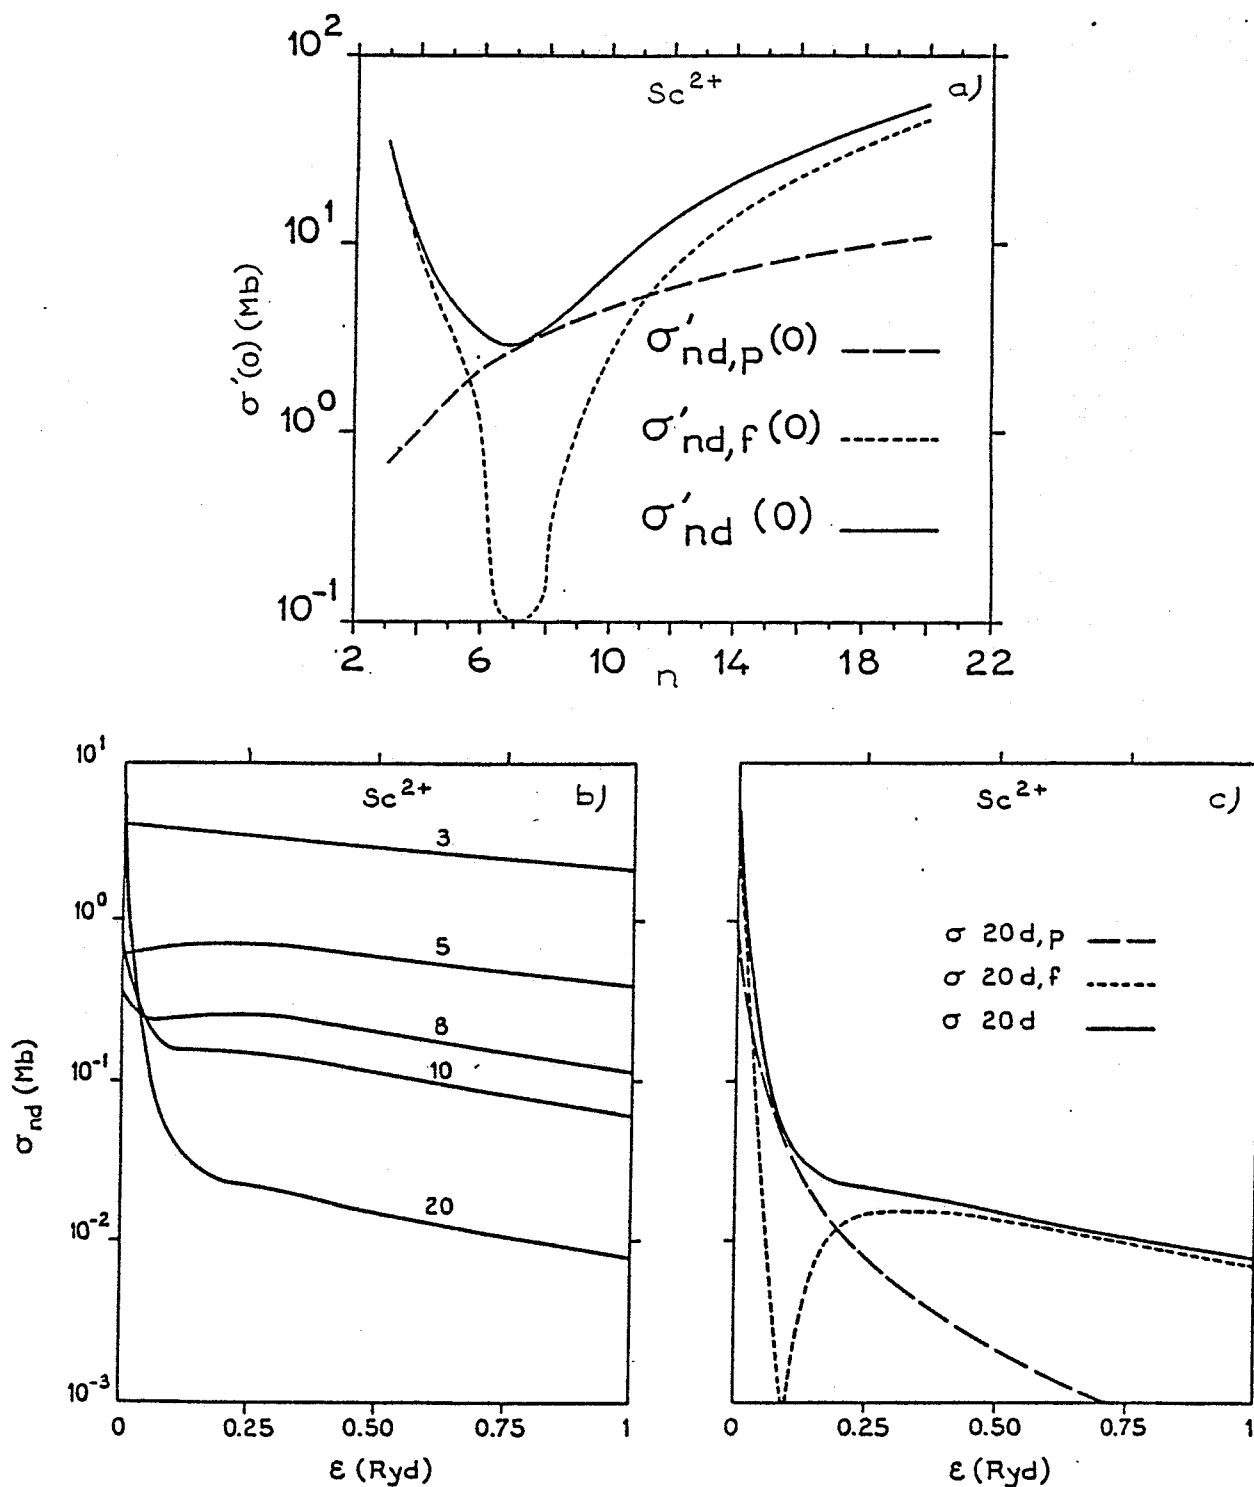 Sc²⁺ a)
10²
10¹
10⁰
10⁻¹
σ'(0) (Mb)
σ'nd,p(0)
σ'nd,f(0)
σ'nd (0)
2 6 10 14 18 22
n
Sc²⁺ b)
10¹
10⁰
10⁻¹
10⁻²
10⁻³
σnd (Mb)
3
5
8
10
20
0 0.25 0.50 0.75 1
ε (Ryd)
Sc²⁺ c)
σ 20d,p
σ 20d,f
σ 20d
0 0.25 0.50 0.75 1
ε (Ryd)